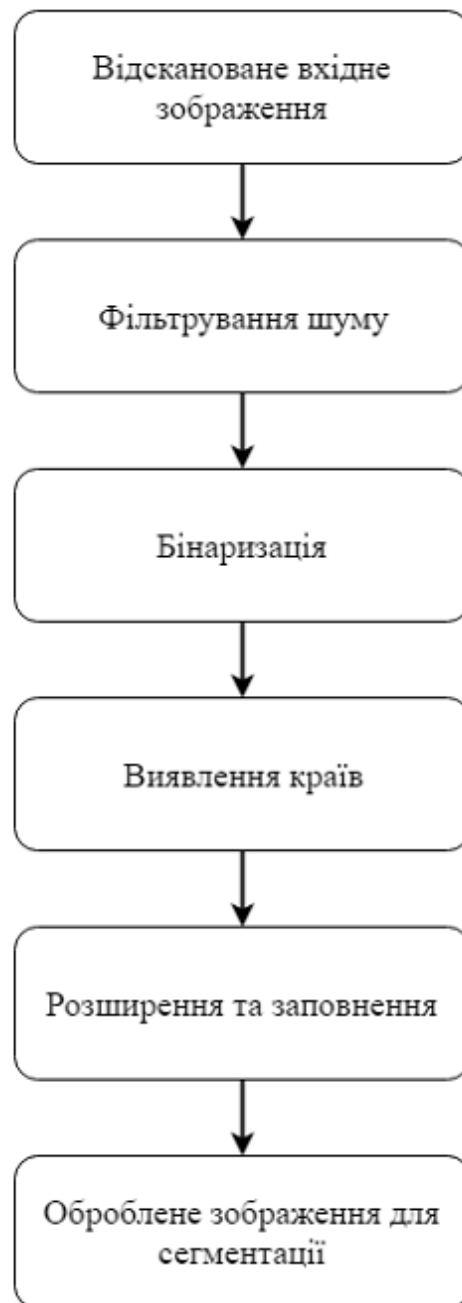 Відскановане вхідне
зображення
Фільтрування шуму
Бінаризація
Виявлення країв
Розширення та заповнення
Оброблене зображення для
сегментації